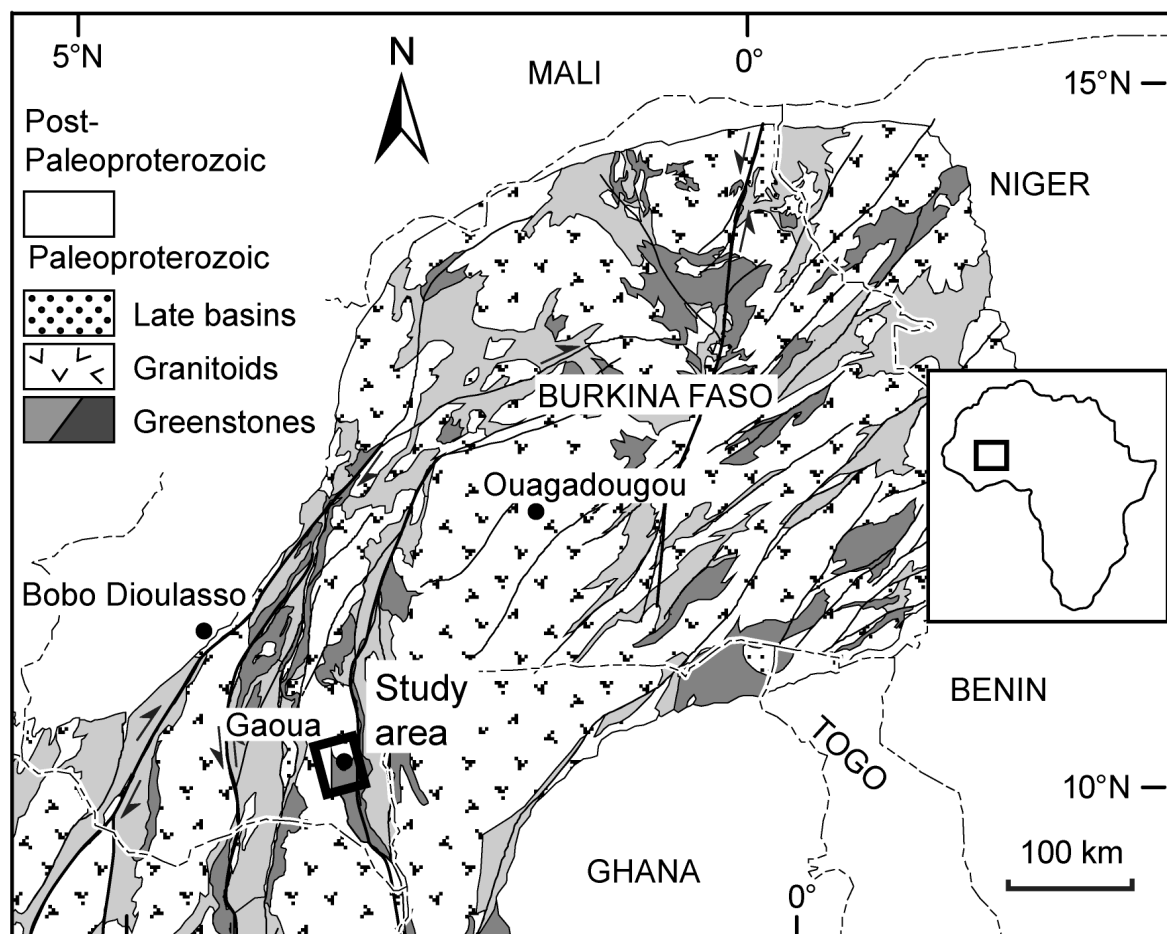 5°N
N
0°
MALI
15°N
Post-
Paleoproterozoic
NIGER
Paleoproterozoic
Late basins
Granitoids
Greenstones
BURKINA FASO
Ouagadougou
Bobo Dioulasso
Study
area
Gaoua
BENIN
TOGO
10°N
100 km
GHANA
0°